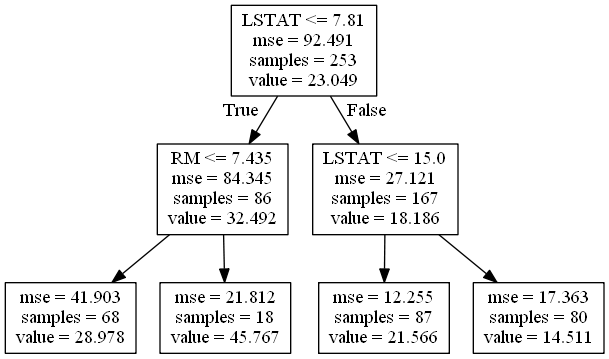 LSTAT <= 7.81
mse = 92.491
samples = 253
value = 23.049
True
False
RM <= 7.435
mse = 84.345
samples = 86
value = 32.492
LSTAT <= 15.0
mse = 27.121
samples = 167
value = 18.186
mse = 41.903
samples = 68
value = 28.978
mse = 21.812
samples = 18
value = 45.767
mse = 12.255
samples = 87
value = 21.566
mse = 17.363
samples = 80
value = 14.511